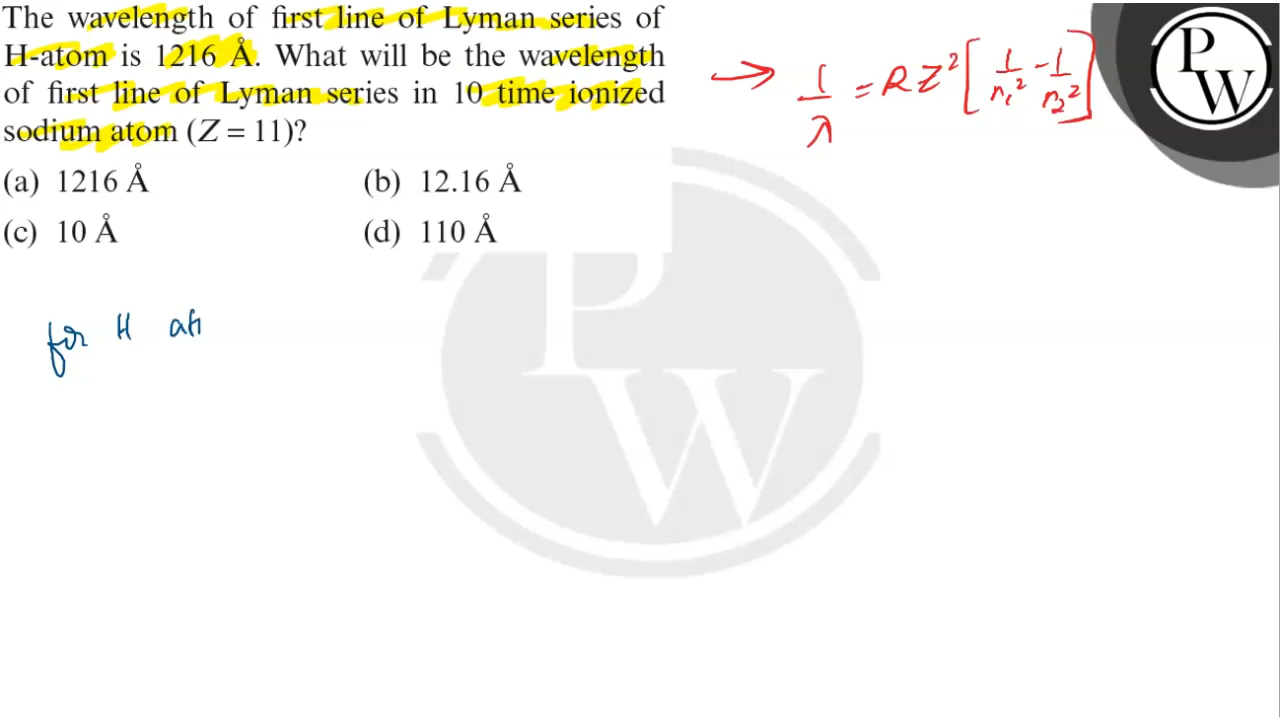 The wavelength of first line of Lyman series of
H-atom is 1216 Å. What will be the wavelength
of first line of Lyman series in 10 time ionized
sodium atom (Z = 11)?
(a) 1216 Å (b) 12.16 Å
(c) 10 Å (d) 110 Å
→ 1/λ = RZ² [1/n₁² - 1/n₂²]
P
W
for H at
P
W